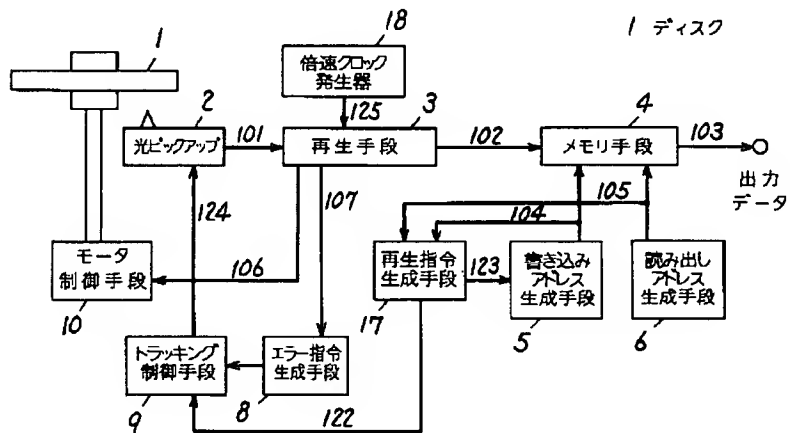 1 ディスク
18
倍速クロック
発生器
1
2
125
3
4
光ピックアップ
101
再生手段
102
メモリ手段
103
出力
データ
124
107
105
104
モータ
制御手段
106
再生指令
生成手段
123
書き込み
アドレス
生成手段
読み出し
アドレス
生成手段
10
17
5
6
トラッキング
制御手段
エラー指令
生成手段
9
8
122